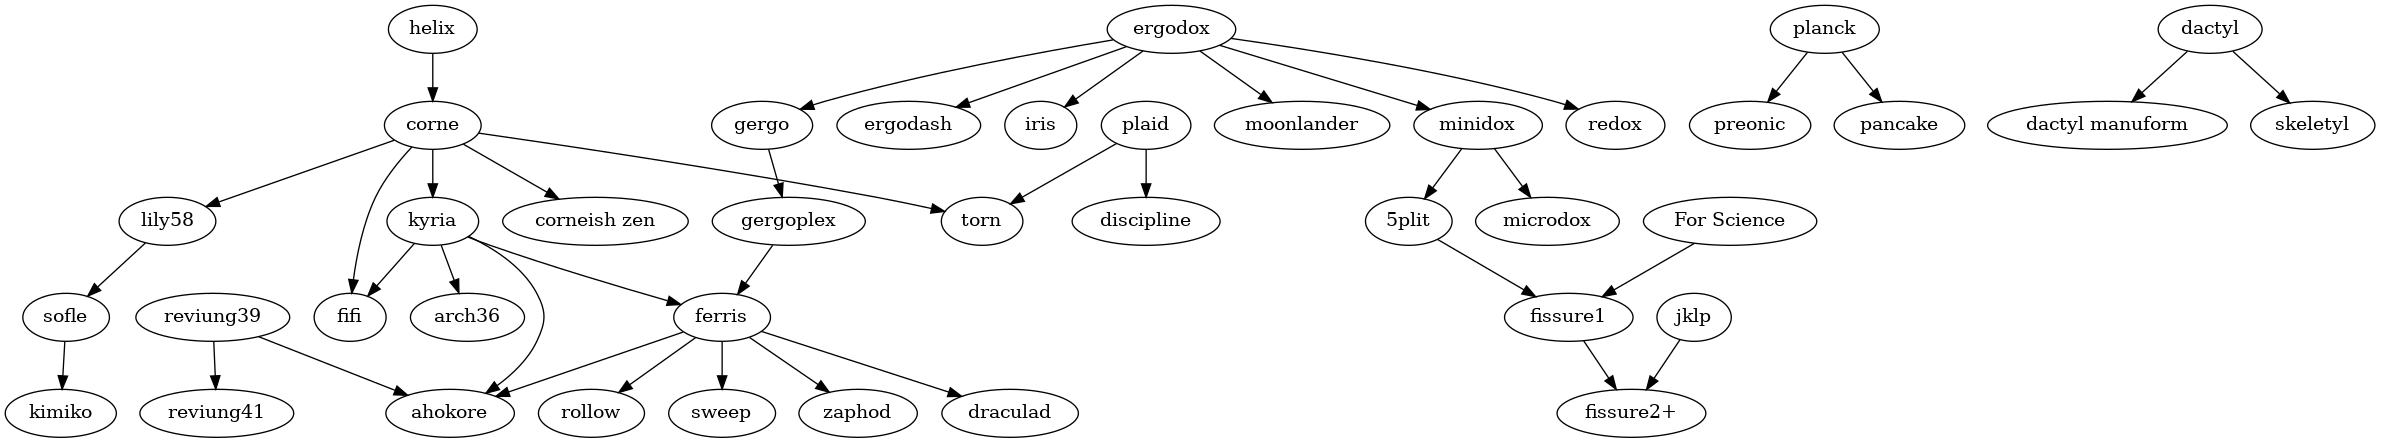 helix
ergodox
planck
dactyl
corne
gergo
ergodash
iris
plaid
moonlander
minidox
redox
preonic
pancake
dactyl manuform
skeletyl
lily58
kyria
corneish zen
gergoplex
torn
discipline
5plit
microdox
For Science
sofle
reviung39
fifi
arch36
ferris
fissure1
jklp
kimiko
reviung41
ahokore
rollow
sweep
zaphod
draculad
fissure2+